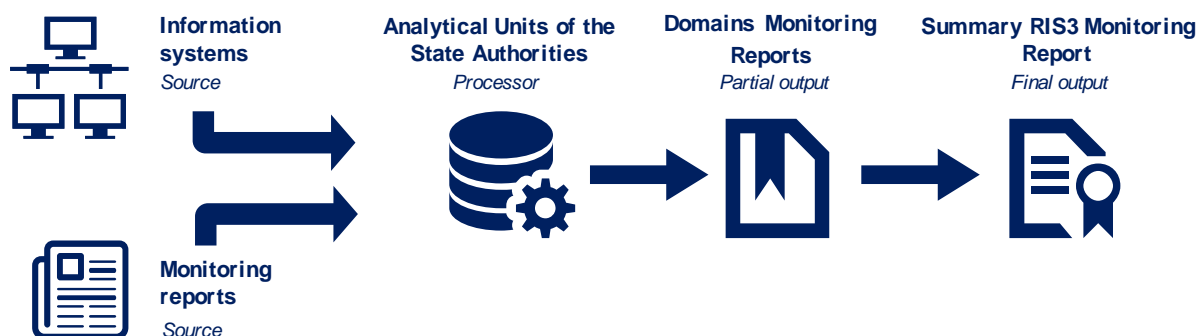 Information
systems
Source
Analytical Units of the
State Authorities
Processor
Domains Monitoring
Reports
Partial output
Summary RIS3 Monitoring
Report
Final output
Monitoring
reports
Source